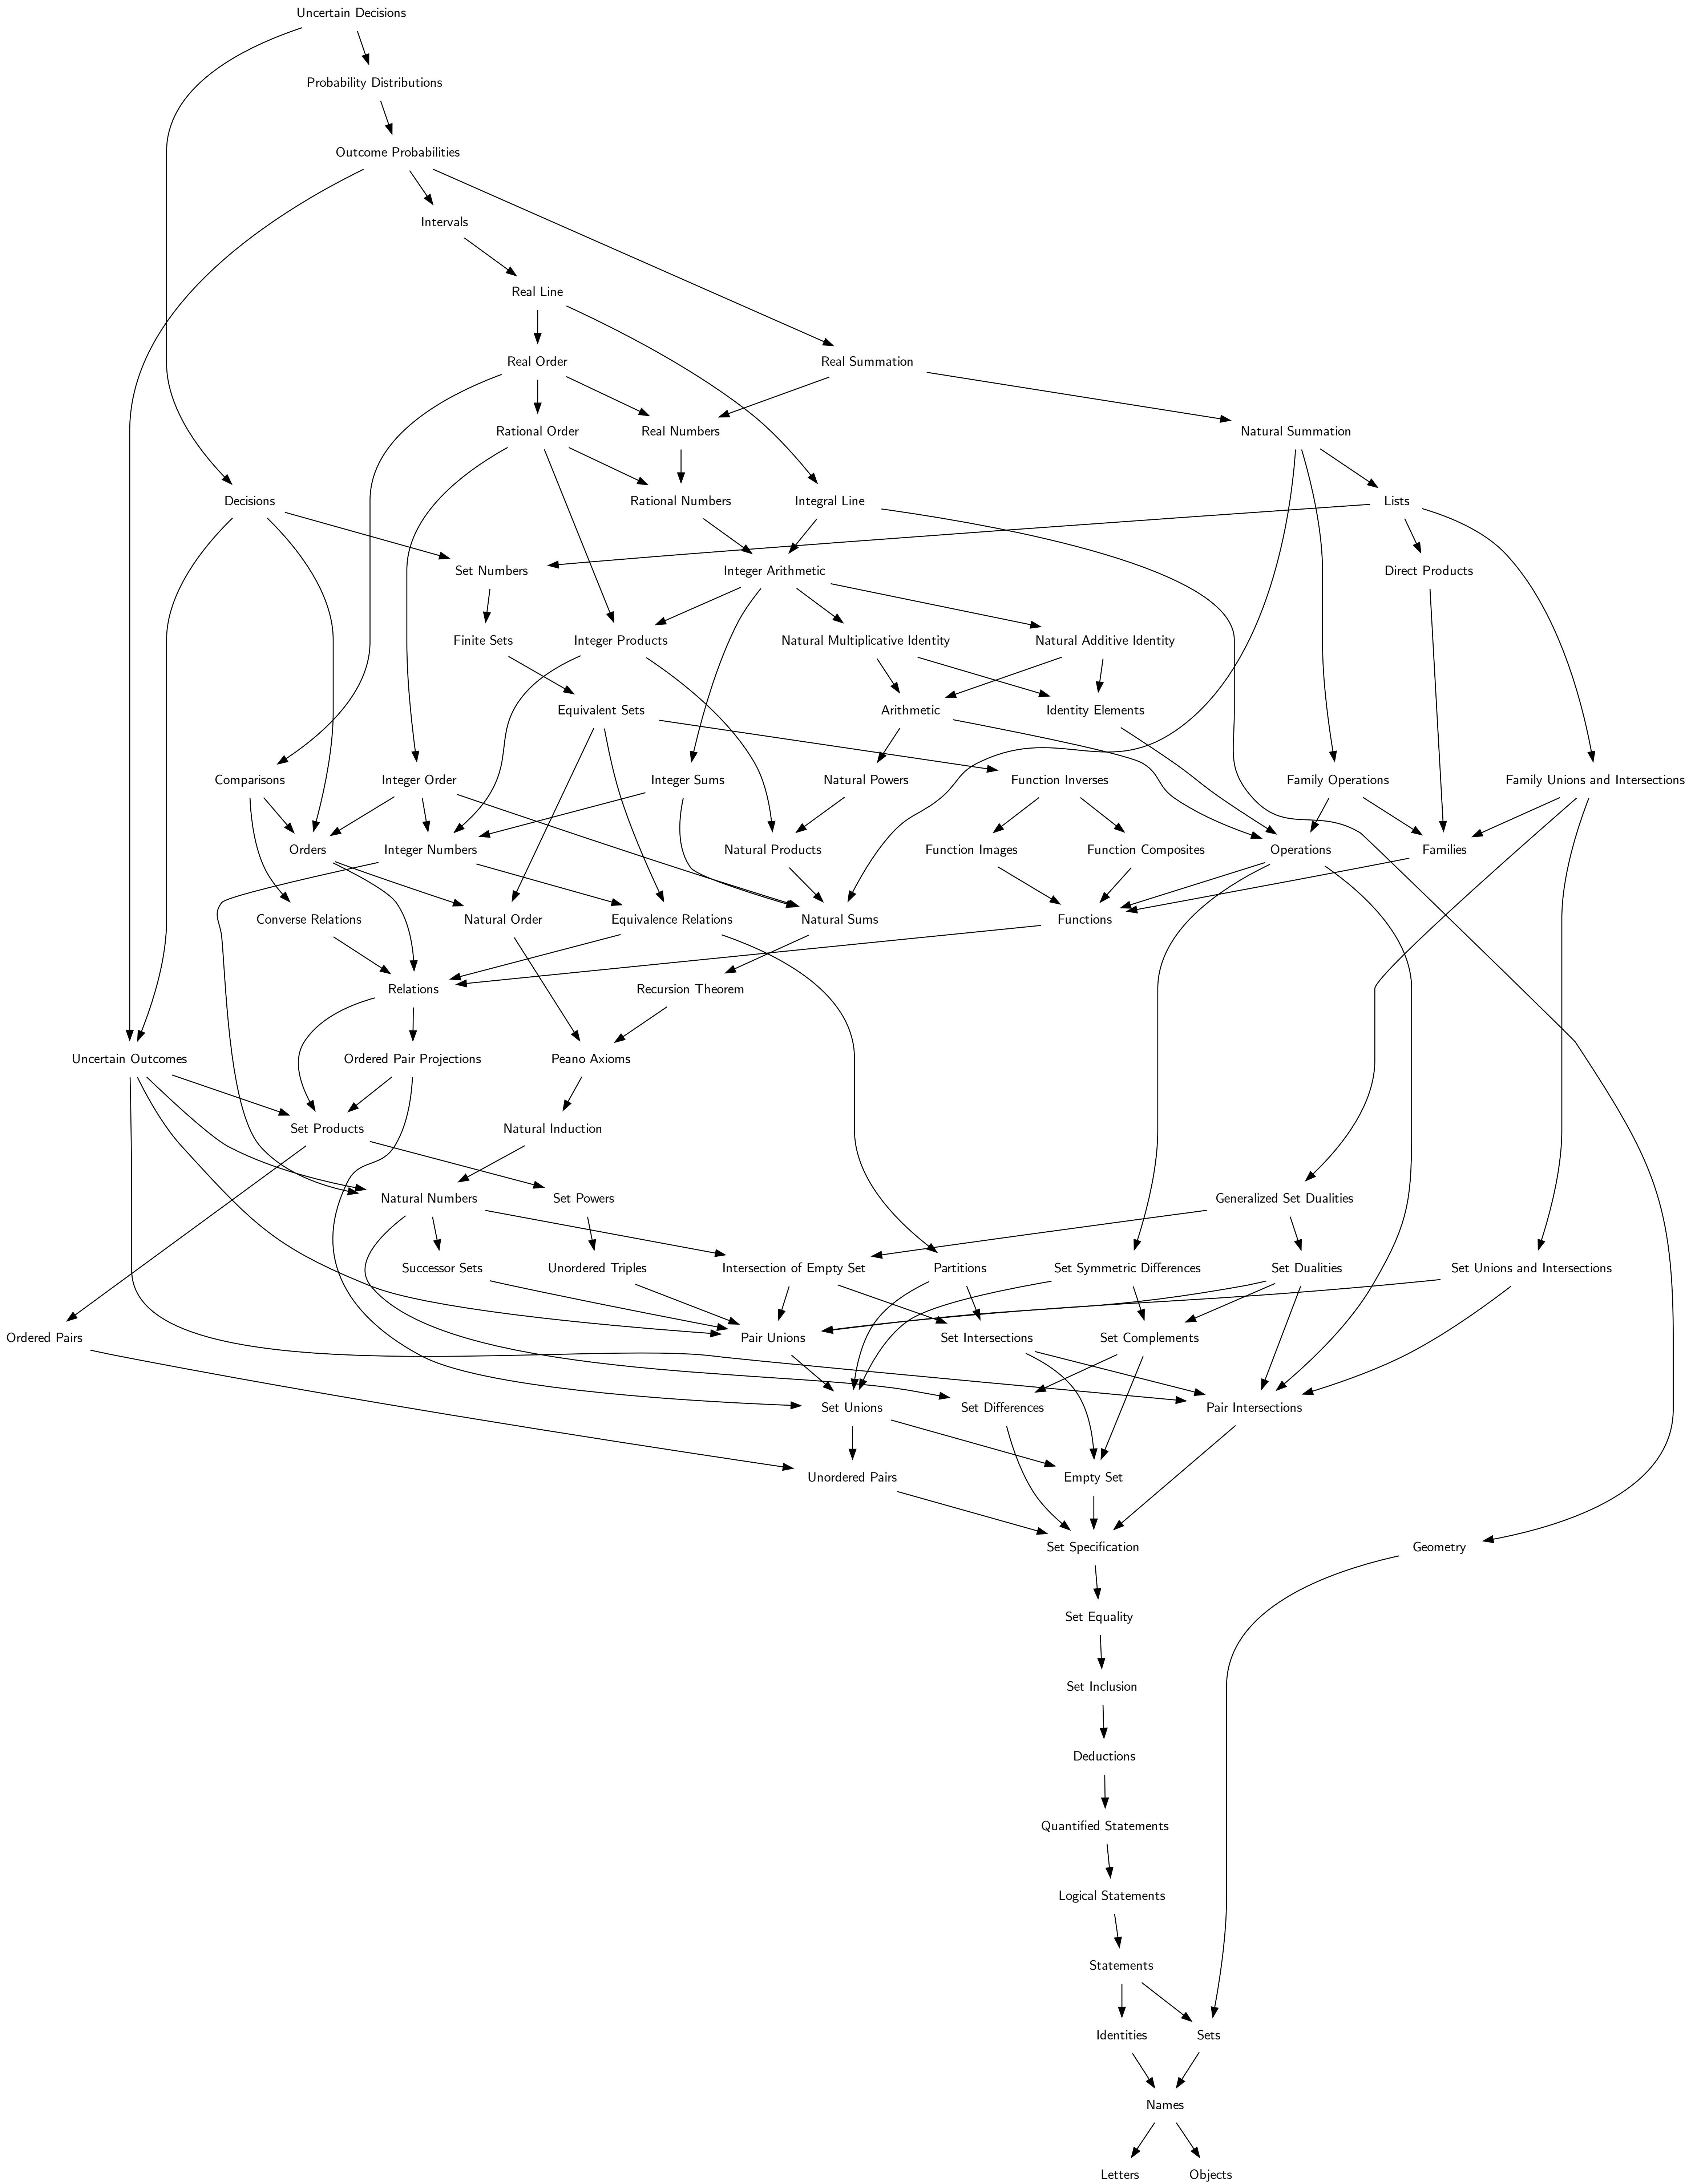 Uncertain Decisions
Probability Distributions
Outcome Probabilities
Intervals
Real Line
Real Order
Real Summation
Rational Order
Real Numbers
Natural Summation
Decisions
Rational Numbers
Integral Line
Lists
Set Numbers
Integer Arithmetic
Direct Products
Finite Sets
Integer Products
Natural Multiplicative Identity
Natural Additive Identity
Equivalent Sets
Arithmetic
Identity Elements
Comparisons
Integer Order
Integer Sums
Natural Powers
Function Inverses
Family Operations
Family Unions and Intersections
Orders
Integer Numbers
Natural Products
Function Images
Function Composites
Operations
Families
Converse Relations
Natural Order
Equivalence Relations
Natural Sums
Functions
Relations
Recursion Theorem
Uncertain Outcomes
Ordered Pair Projections
Peano Axioms
Set Products
Natural Induction
Natural Numbers
Set Powers
Generalized Set Dualities
Successor Sets
Unordered Triples
Intersection of Empty Set
Partitions
Set Symmetric Differences
Set Dualities
Set Unions and Intersections
Ordered Pairs
Pair Unions
Set Intersections
Set Complements
Set Unions
Set Differences
Pair Intersections
Unordered Pairs
Empty Set
Set Specification
Geometry
Set Equality
Set Inclusion
Deductions
Quantified Statements
Logical Statements
Statements
Identities
Sets
Names
Letters
Objects